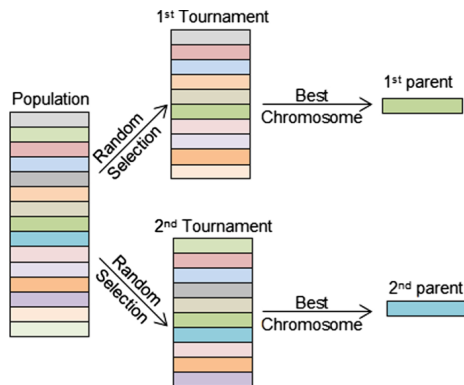 1st Tournament
Population
Random
Selection
Best
Chromosome
1st parent
2nd Tournament
Random
Selection
Best
Chromosome
2nd parent